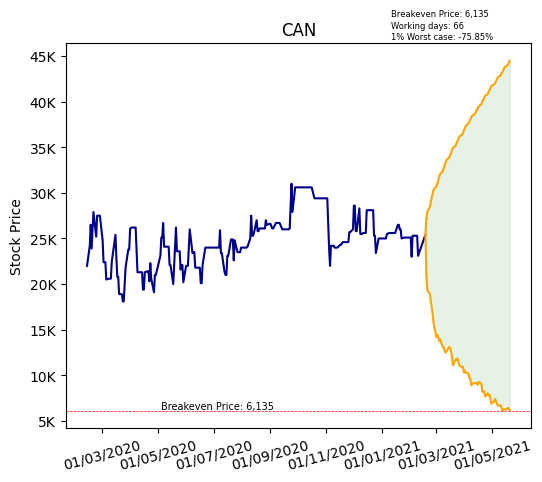 Breakeven Price: 6,135
Working days: 66
1% Worst case: -75.85%
CAN
45K
40K
35K
30K
25K
20K
15K
10K
5K
Stock Price
Breakeven Price: 6,135
01/03/2020
01/05/2020
01/07/2020
01/09/2020
01/11/2020
01/01/2021
01/03/2021
01/05/2021